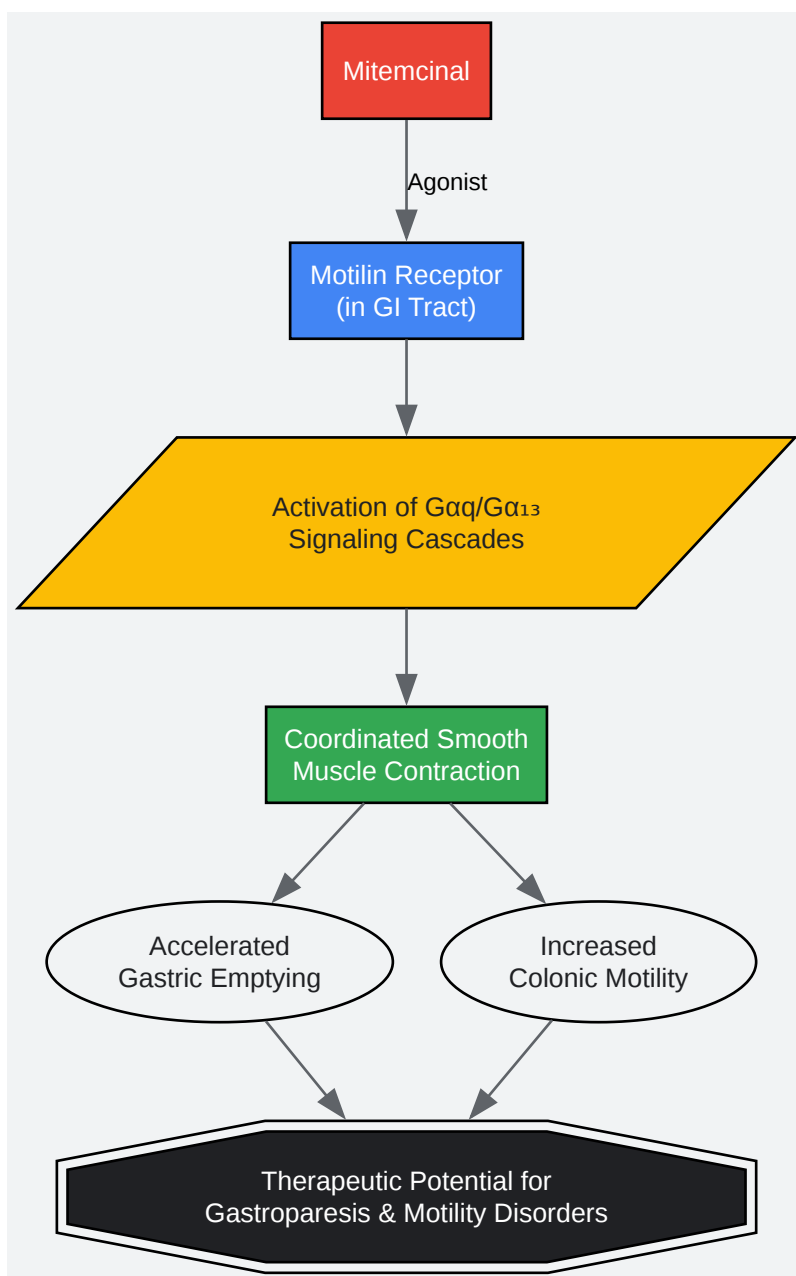 Mitemcinal
Agonist
Motilin Receptor
(in GI Tract)
Activation of Gαq/Gα₁₃
Signaling Cascades
Coordinated Smooth
Muscle Contraction
Accelerated
Gastric Emptying
Increased
Colonic Motility
Therapeutic Potential for
Gastroparesis & Motility Disorders